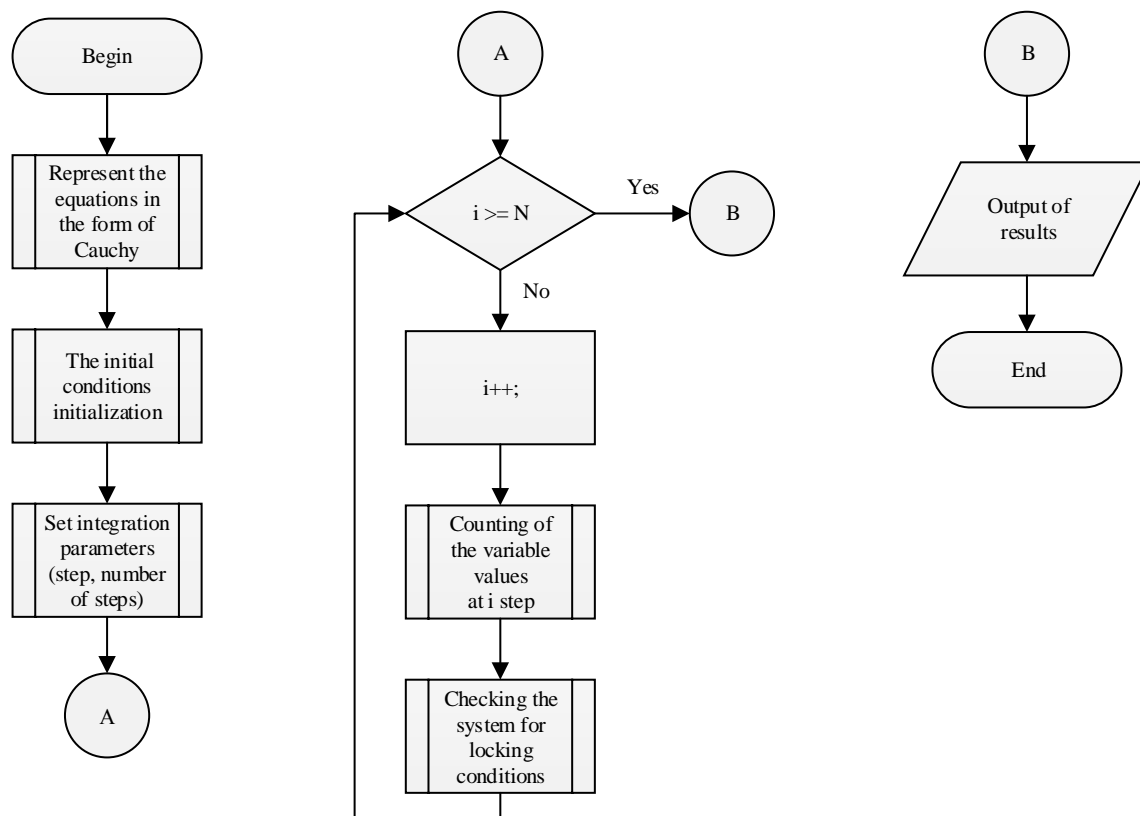 Begin
Represent the
equations in
the form of
Cauchy
The initial
conditions
initialization
Set integration
parameters
(step, number
of steps)
A
A
i >= N
Yes
B
No
i++;
Counting of
the variable
values
at i step
Checking the
system for
locking
conditions
B
Output of
results
End